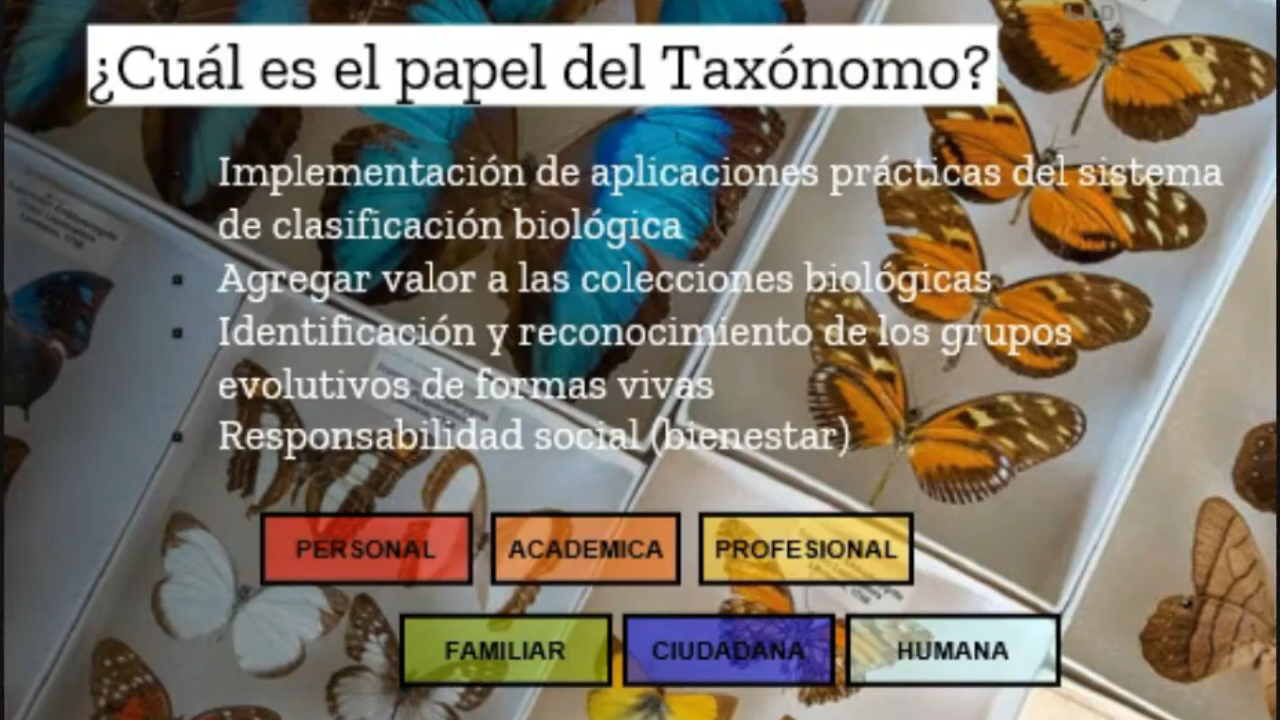 ¿Cuál es el papel del Taxónomo?
Implementación de aplicaciones prácticas del sistema
de clasificación biológica
▪ Agregar valor a las colecciones biológicas
▪ Identificación y reconocimiento de los grupos
evolutivos de formas vivas
▪ Responsabilidad social (bienestar)
PERSONAL ACADEMICA PROFESIONAL
FAMILIAR CIUDADANA HUMANA